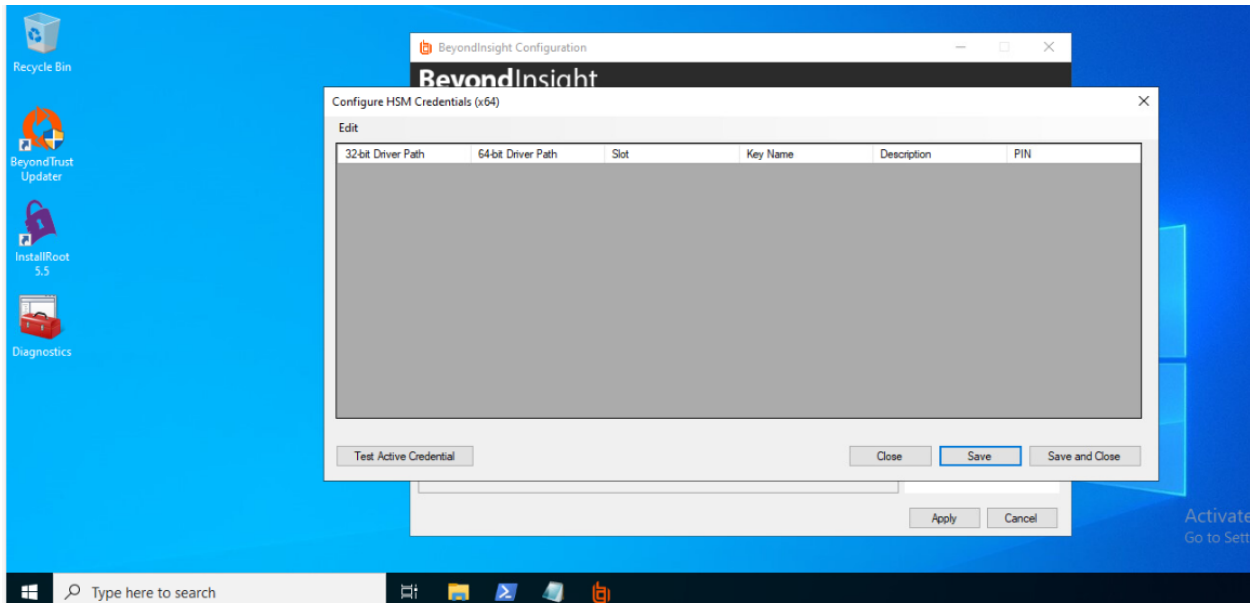 Recycle Bin
BeyondTrust
Updater
InstallRoot
5.5
Diagnostics
BeyondInsight Configuration
BeyondInsight
Configure HSM Credentials (x64)
Edit
32-bit Driver Path 64-bit Driver Path Slot Key Name Description PIN
Test Active Credential Close Save Save and Close
Apply Cancel
Activate
Go to Sett
Type here to search